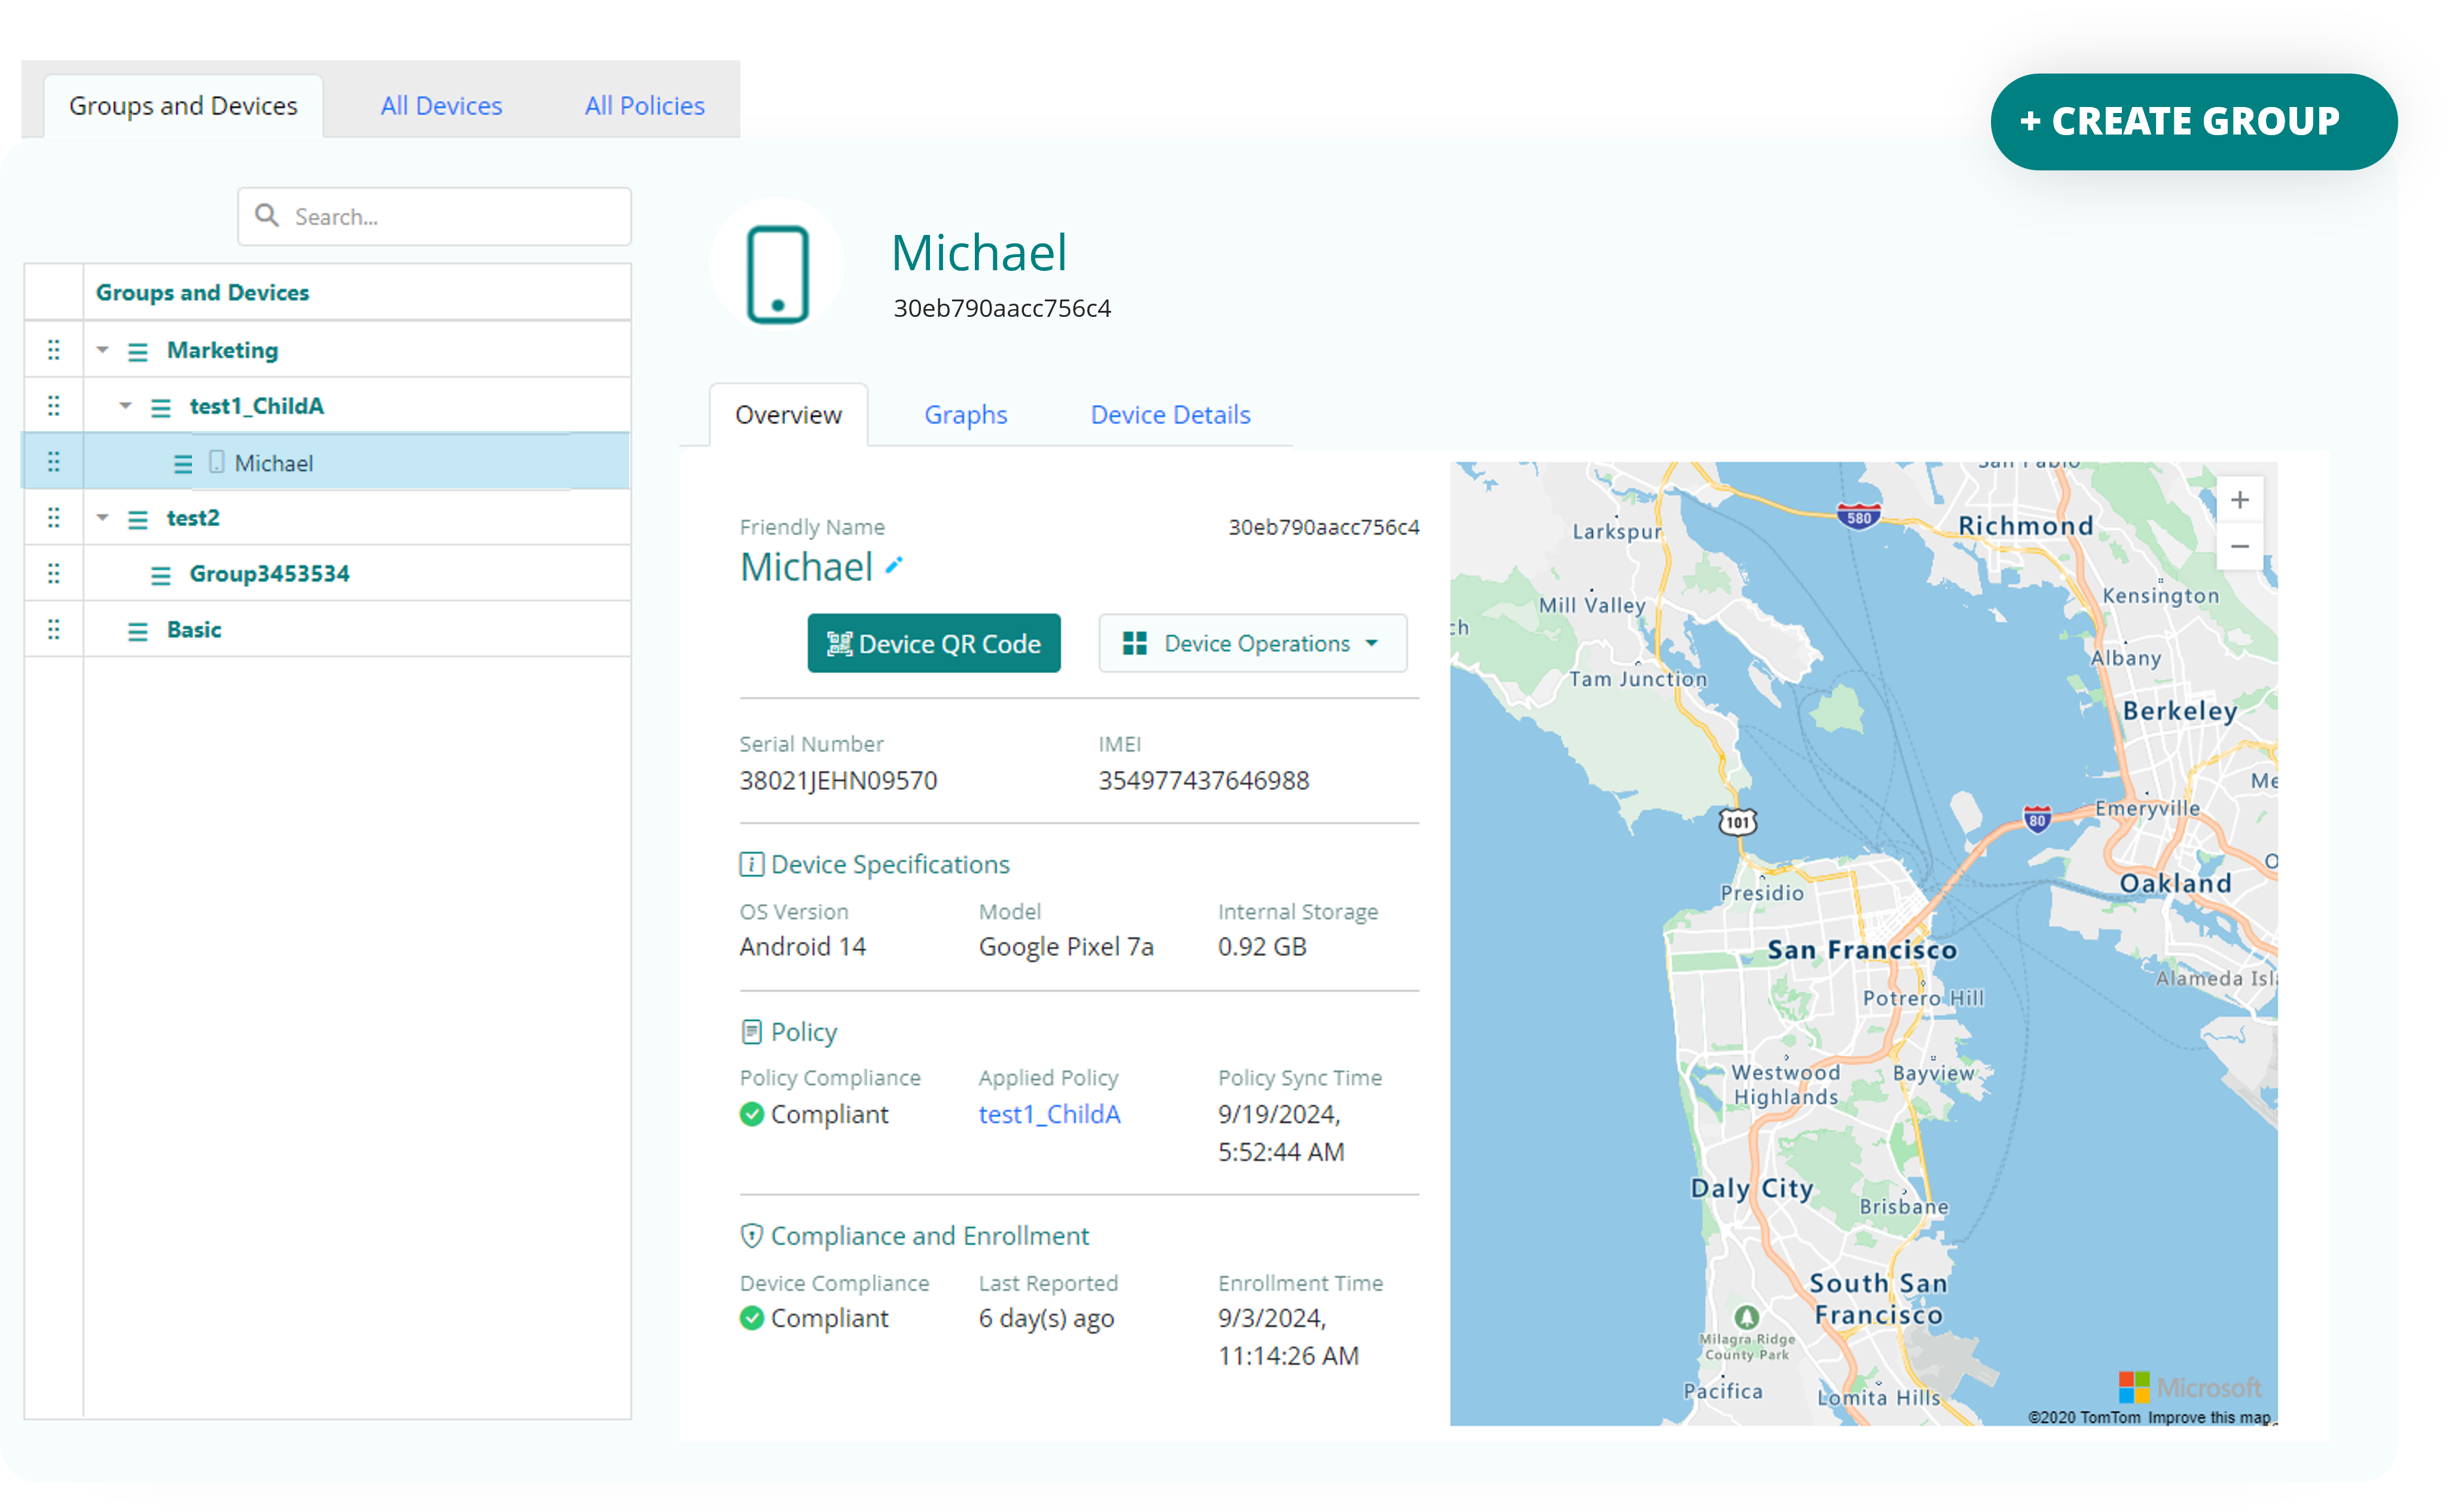 Groups and Devices
All Devices
All Policies
+ CREATE GROUP
Search...
Groups and Devices
Marketing
test1_ChildA
Michael
test2
Group3453534
Basic
Michael
30eb790aacc756c4
Overview
Graphs
Device Details
Friendly Name
30eb790aacc756c4
Michael
Device QR Code
Device Operations
Serial Number
IMEI
38021JEHN09570
354977437646988
Device Specifications
OS Version
Model
Internal Storage
Android 14
Google Pixel 7a
0.92 GB
Policy
Policy Compliance
Applied Policy
Policy Sync Time
Compliant
test1_ChildA
9/19/2024,
5:52:44 AM
Compliance and Enrollment
Device Compliance
Last Reported
Enrollment Time
Compliant
6 day(s) ago
9/3/2024,
11:14:26 AM
San Pablo
580
Larkspur
Richmond
Mill Valley
Kensington
ch
Albany
Tam Junction
Berkeley
Me
101
80
Emeryville
Oakland
Presidio
San Francisco
Alameda Isl
Potrero Hill
Westwood
Highlands
Bayview
Daly City
Brisbane
South San
Francisco
Milagra Ridge
County Park
Pacifica
Lomita Hills
Microsoft
©2020 TomTom Improve this map